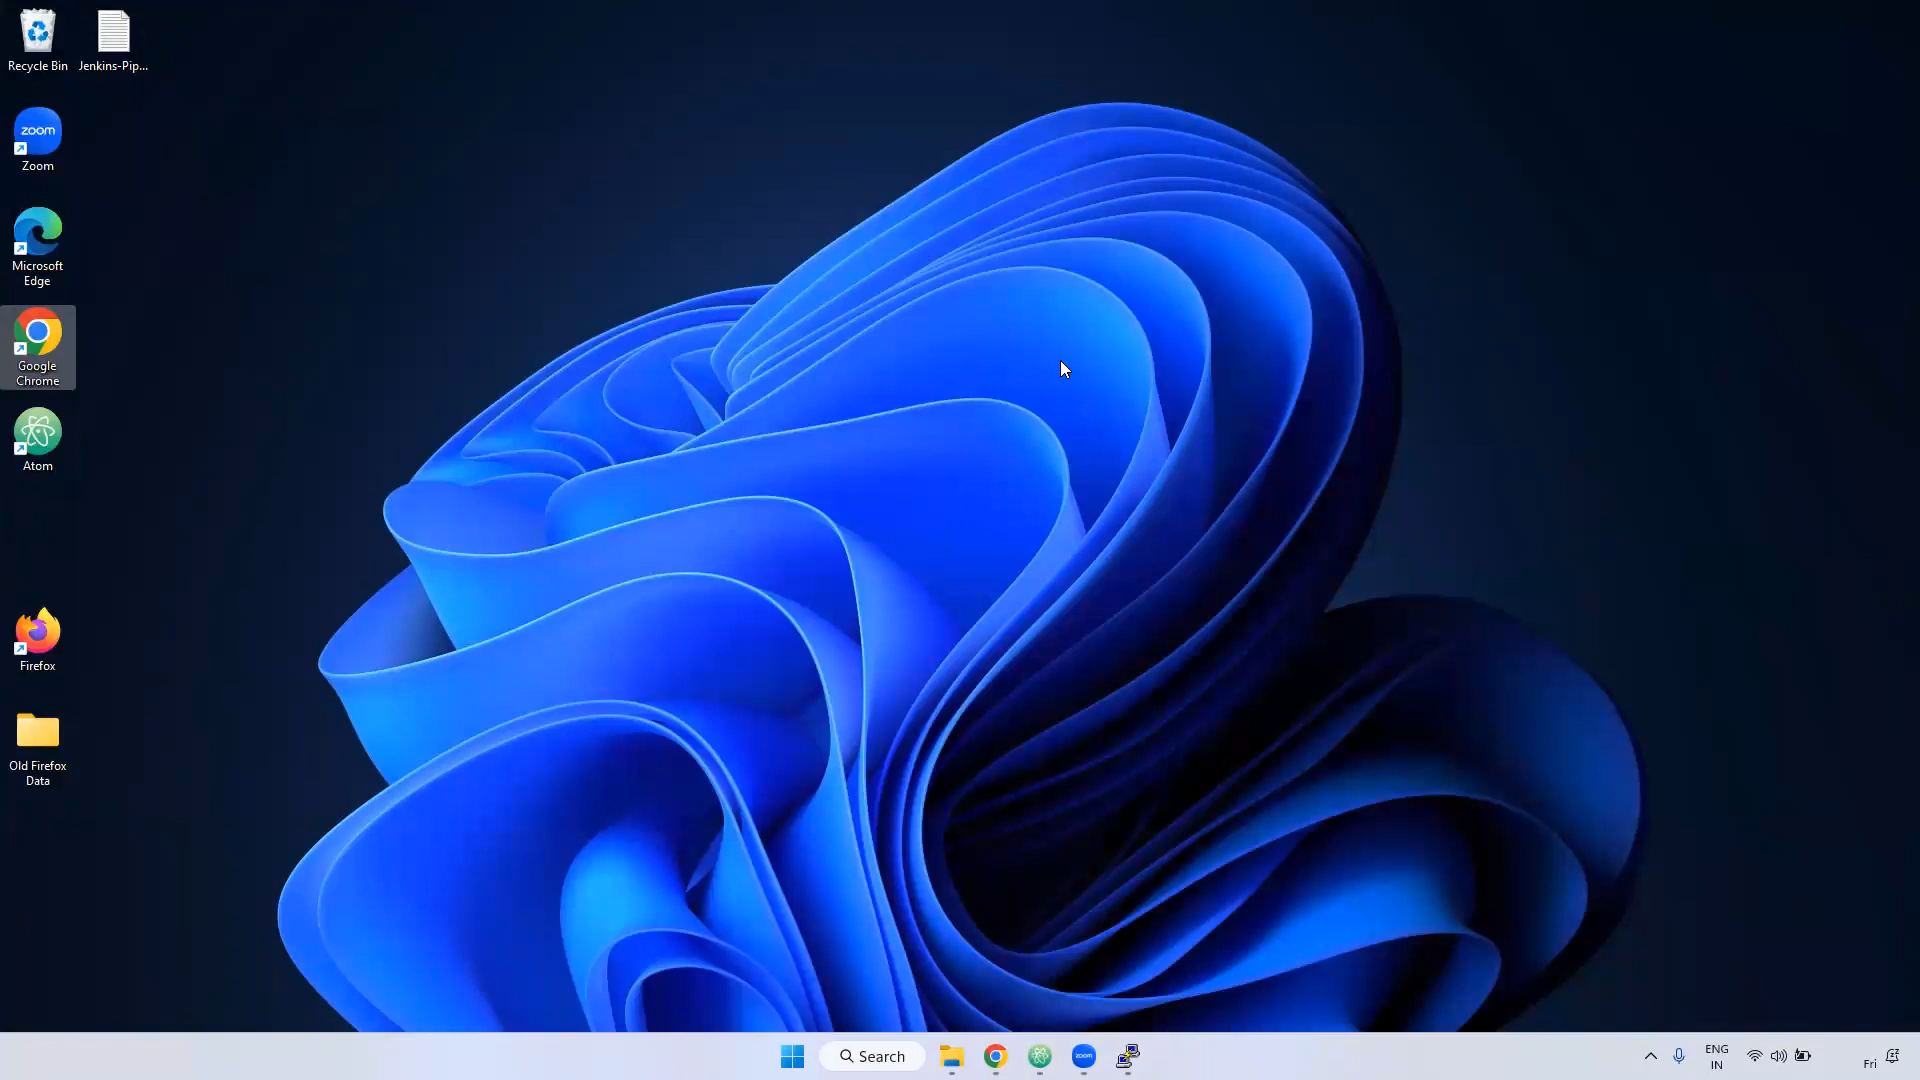 Recycle Bin
Jenkins-Pip...
zoom
Zoom
Microsoft
Edge
Google
Chrome
Atom
Firefox
Old Firefox
Data
Search
zoom
ENG
IN
Fri